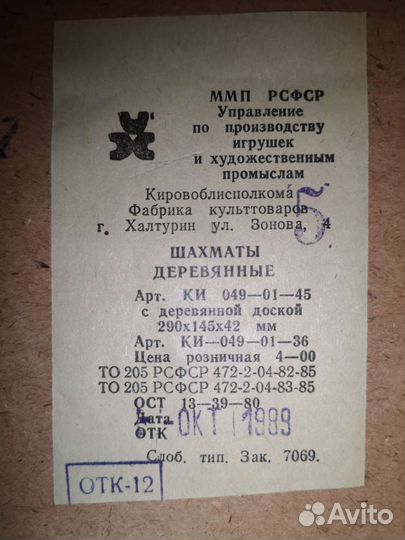 ММП РСФСР
Управление
по производству
игрушек
и художественным
промыслам
Кировоблисполкома
Фабрика культтоваров
г. Халтурин ул. Зонова, 4
5
ШАХМАТЫ
ДЕРЕВЯННЫЕ
Арт. КИ 049—01—45
с деревянной доской
290х145х42 мм
Арт. КИ—049—01—36
Цена розничная 4—00
ТО 205 РСФСР 472-2-04-82-85
ТО 205 РСФСР 472-2-04-83-85
ОСТ 13—39—80
Дата
ОКТ 1989
ОТК
Слоб. тип. Зак. 7069.
ОТК-12
Avito